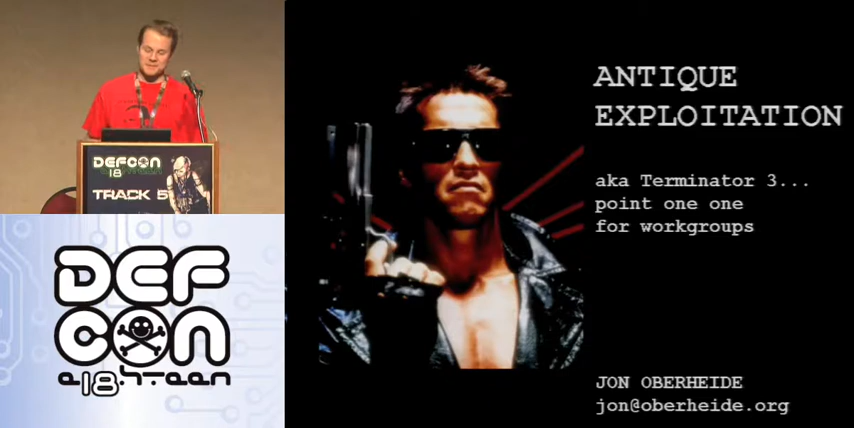 DEFCON
18
TRACK 5
DEF
CON
e18hteen
ANTIQUE
EXPLOITATION
aka Terminator 3...
point one one
for workgroups
JON OBERHEIDE
jon@oberheide.org